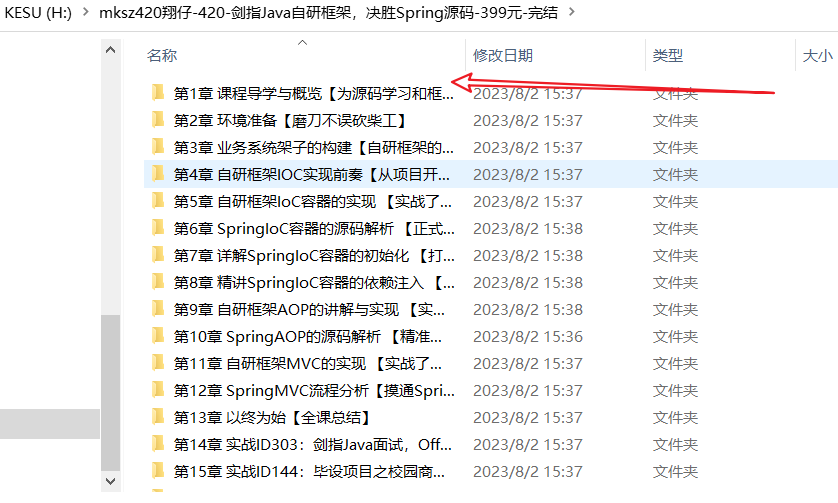 KESU (H:) > mksz420翔仔-420-剑指Java自研框架，决胜Spring源码-399元-完结 >
名称 修改日期 类型 大小
第1章 课程导学与概览【为源码学习和框... 2023/8/2 15:37 文件夹
第2章 环境准备【磨刀不误砍柴工】 2023/8/2 15:37 文件夹
第3章 业务系统架子的构建【自研框架的... 2023/8/2 15:37 文件夹
第4章 自研框架IOC实现前奏【从项目开... 2023/8/2 15:37 文件夹
第5章 自研框架IoC容器的实现 【实战了... 2023/8/2 15:37 文件夹
第6章 SpringIoC容器的源码解析 【正式... 2023/8/2 15:38 文件夹
第7章 详解SpringIoC容器的初始化 【打... 2023/8/2 15:38 文件夹
第8章 精讲SpringIoC容器的依赖注入 【... 2023/8/2 15:38 文件夹
第9章 自研框架AOP的讲解与实现 【实... 2023/8/2 15:38 文件夹
第10章 SpringAOP的源码解析 【精准... 2023/8/2 15:36 文件夹
第11章 自研框架MVC的实现 【实战了... 2023/8/2 15:37 文件夹
第12章 SpringMVC流程分析【摸通Spri... 2023/8/2 15:37 文件夹
第13章 以终为始【全课总结】 2023/8/2 15:37 文件夹
第14章 实战ID303：剑指Java面试，Off... 2023/8/2 15:37 文件夹
第15章 实战ID144：毕设项目之校园商... 2023/8/2 15:37 文件夹